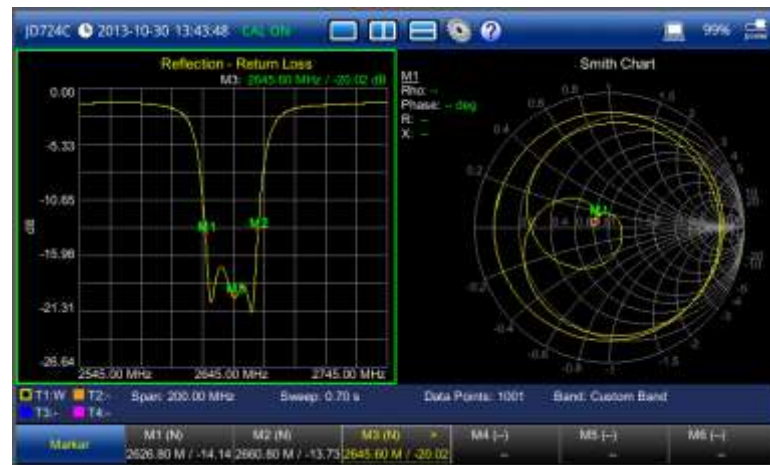 JD724C 2013-10-30 13:43:48 CAL ON 99%
Reflection - Return Loss
M3: 2645.60 MHz / -20.02 dB
0.00
-5.33
-10.65
dB
-15.98
-21.31
-26.64
M1
M2
M3
2545.00 MHz 2645.00 MHz 2745.00 MHz
Smith Chart
M1
Rho: --
Phase: -- deg
R: --
X: --
M1
T1:W T2:- Span: 200.00 MHz Sweep: 0.70 s Data Points: 1001 Band: Custom Band
T3:- T4:-
Marker
M1 (N) M2 (N) M3 (N) > M4 (--) M5 (--) M6 (--)
2626.80 M / -14.14 2660.80 M / -13.73 2645.60 M / -20.02 -- -- --